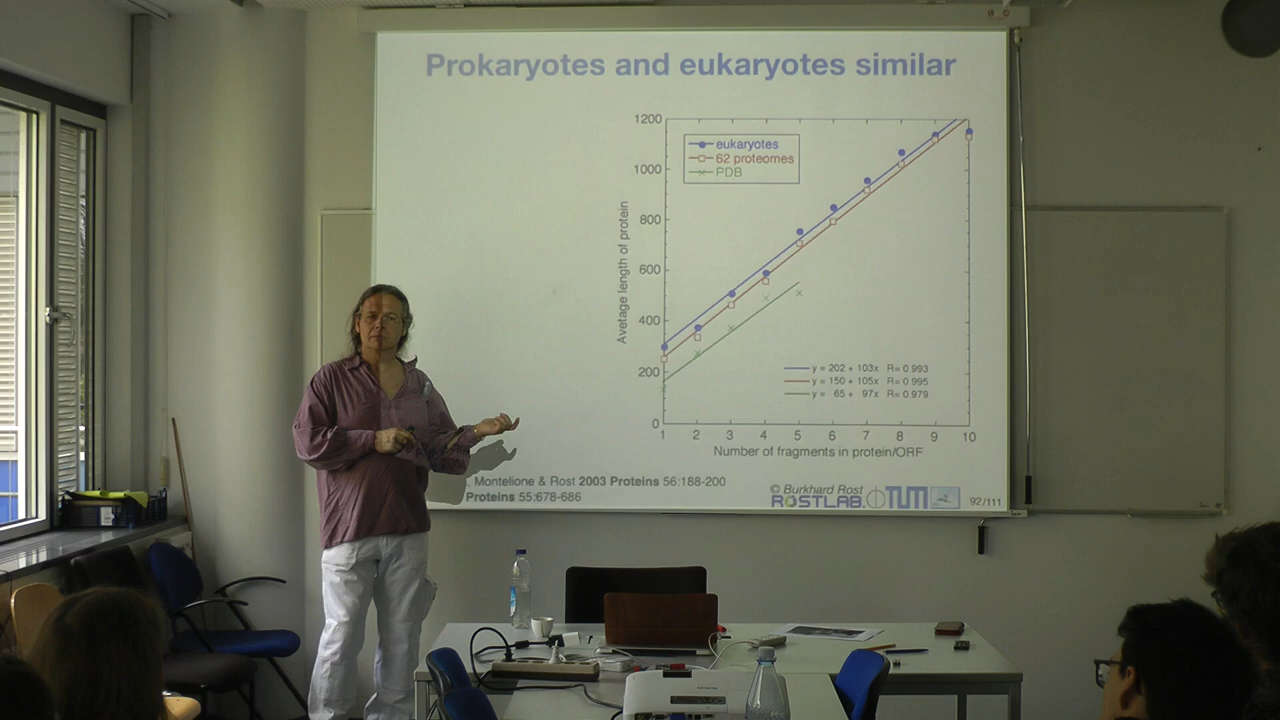 Prokaryotes and eukaryotes similar
1200
1000
800
600
400
200
0
Avetage length of protein
eukaryotes
62 proteomes
PDB
y = 202 + 103x R= 0.993
y = 150 + 105x R= 0.995
y = 65 + 97x R= 0.979
1 2 3 4 5 6 7 8 9 10
Number of fragments in protein/ORF
, Montelione & Rost 2003 Proteins 56:188-200
Proteins 55:678-686
© Burkhard Rost
ROSTLAB. TUM
92/111